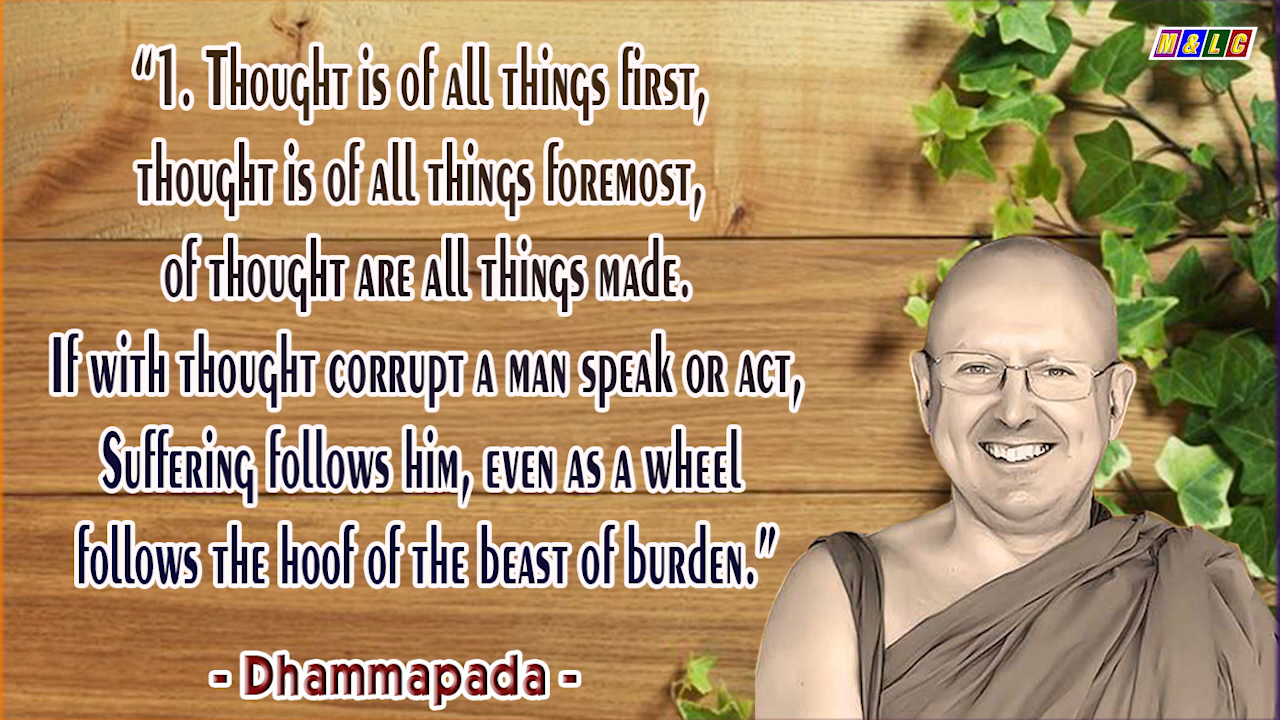 M & L C
“1. Thought is of all things first,
thought is of all things foremost,
of thought are all things made.
If with thought corrupt a man speak or act,
Suffering follows him, even as a wheel
follows the hoof of the beast of burden.”
- Dhammapada -